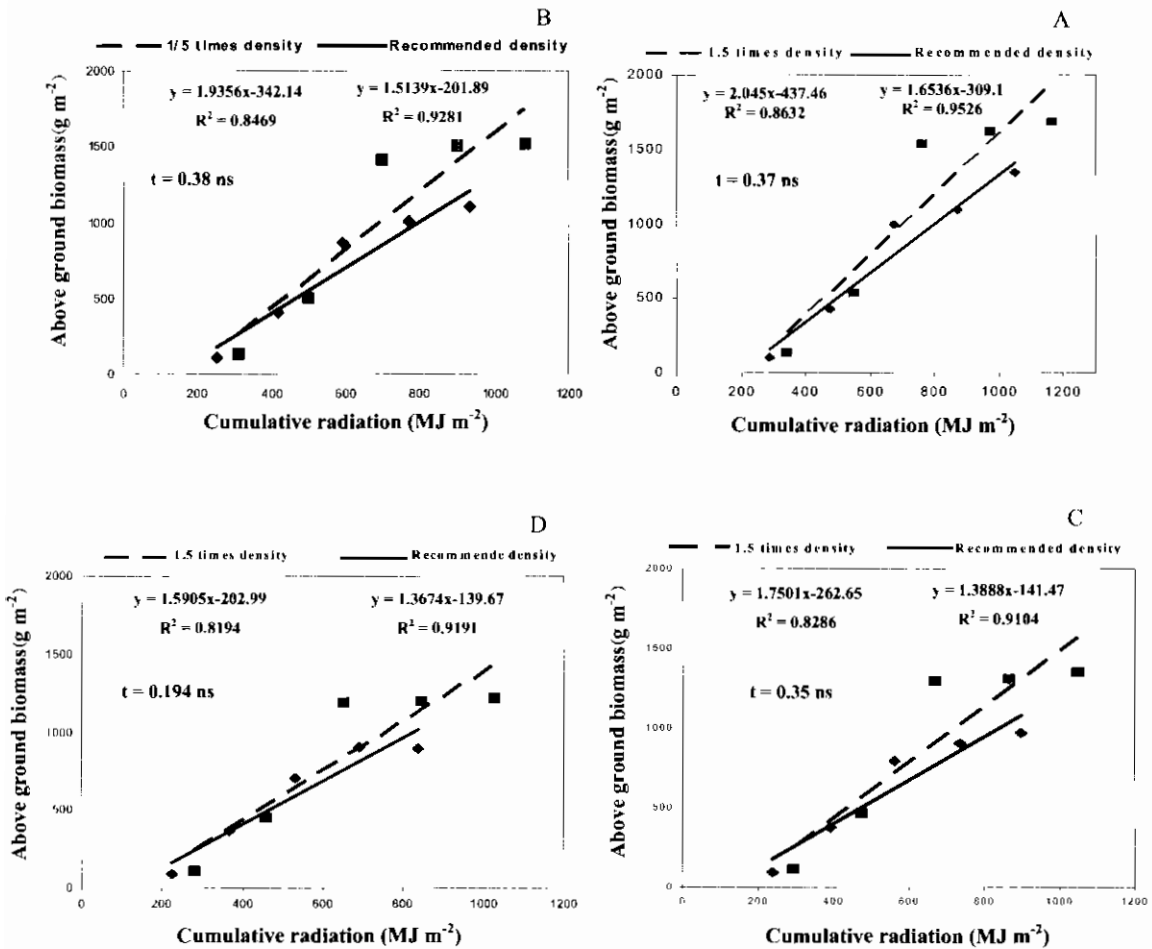 B
1/5 times density Recommended density
2000
1500
1000
500
0
y = 1.9356x-342.14
R² = 0.8469
y = 1.5139x-201.89
R² = 0.9281
t = 0.38 ns
Above ground biomass(g m⁻²)
0 200 400 600 800 1000 1200
Cumulative radiation (MJ m⁻²)
A
1.5 times density Recommended density
2000
1500
1000
500
0
y = 2.045x-437.46
R² = 0.8632
y = 1.6536x-309.1
R² = 0.9526
t = 0.37 ns
Above ground biomass(g m⁻²)
0 200 400 600 800 1000 1200
Cumulative radiation (MJ m⁻²)
D
1.5 times density Recommende density
2000
1500
1000
500
0
y = 1.5905x-202.99
R² = 0.8194
y = 1.3674x-139.67
R² = 0.9191
t = 0.194 ns
Above ground biomass(g m⁻²)
0 200 400 600 800 1000 1200
Cumulative radiation (MJ m⁻²)
C
1.5 times density Recommended density
2000
1500
1000
500
0
y = 1.7501x-262.65
R² = 0.8286
y = 1.3888x-141.47
R² = 0.9104
t = 0.35 ns
Above ground biomass(g m⁻²)
0 200 400 600 800 1000 1200
Cumulative radiation (MJ m⁻²)